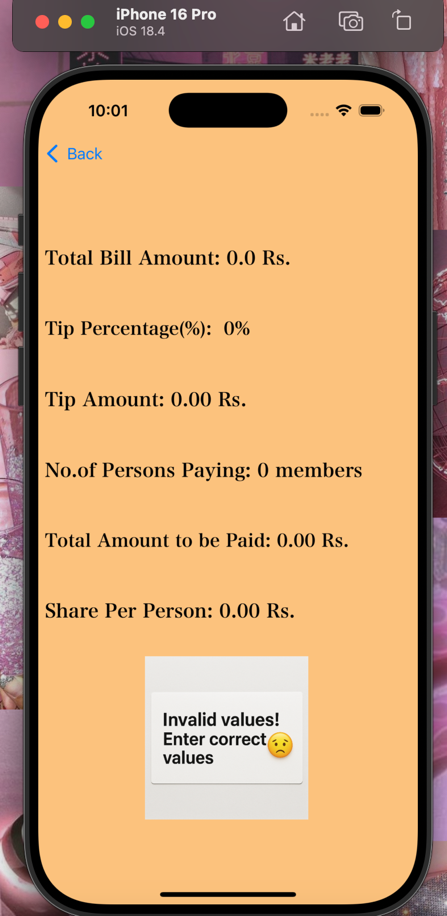 iPhone 16 Pro
iOS 18.4
10:01
Back
Total Bill Amount: 0.0 Rs.
Tip Percentage(%):  0%
Tip Amount: 0.00 Rs.
No.of Persons Paying: 0 members
Total Amount to be Paid: 0.00 Rs.
Share Per Person: 0.00 Rs.
Invalid values!
Enter correct
values